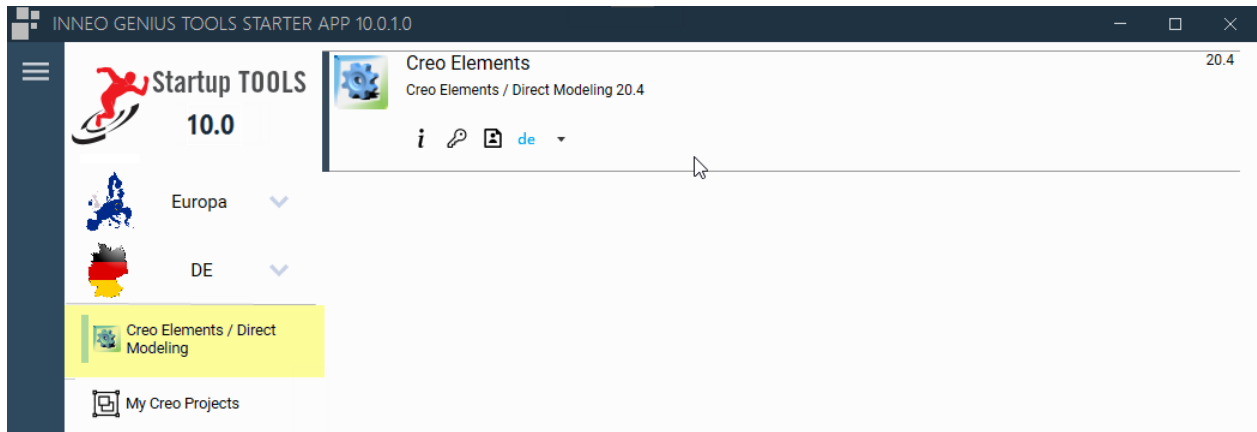 INNEO GENIUS TOOLS STARTER APP 10.0.1.0
Startup TOOLS
10.0
Europa
DE
Creo Elements / Direct
Modeling
My Creo Projects
Creo Elements
20.4
Creo Elements / Direct Modeling 20.4
i
de